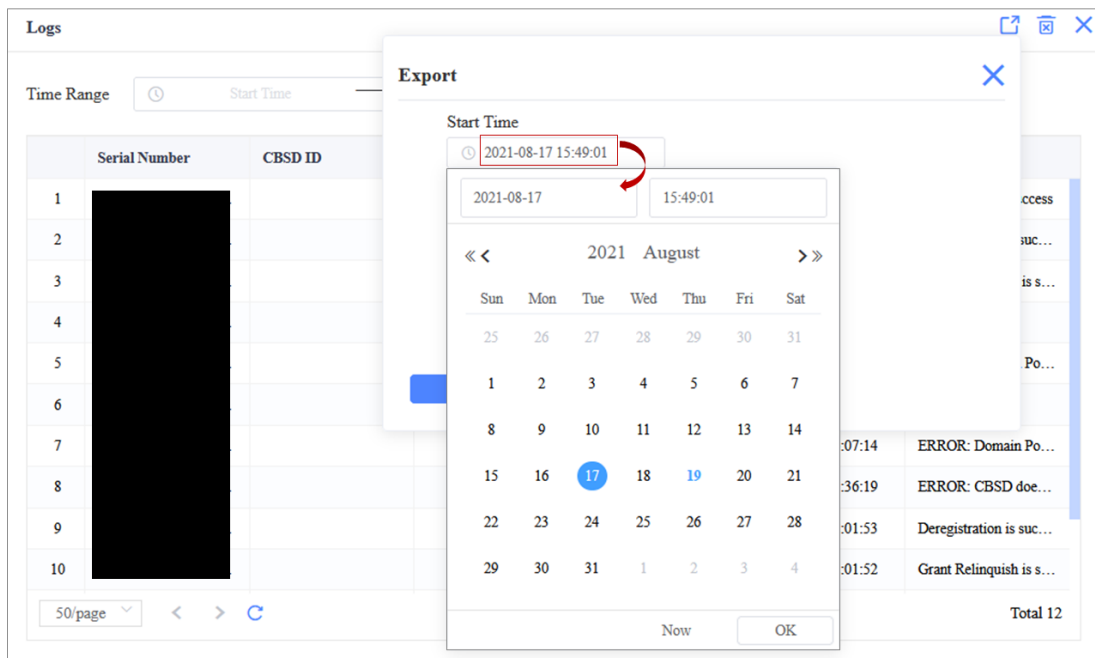 Logs
Export
Time Range
Start Time
Start Time
2021-08-17 15:49:01
2021-08-17
15:49:01
2021 August
Sun Mon Tue Wed Thu Fri Sat
25 26 27 28 29 30 31
1 2 3 4 5 6 7
8 9 10 11 12 13 14
15 16 17 18 19 20 21
22 23 24 25 26 27 28
29 30 31 1 2 3 4
Now
OK
Serial Number
CBSD ID
1
2
suc...
3
is s...
4
5
Po...
6
7 :07:14 ERROR: Domain Po...
8 :36:19 ERROR: CBSD doe...
9 :01:53 Deregistration is suc...
10 :01:52 Grant Relinquish is s...
50/page
Total 12